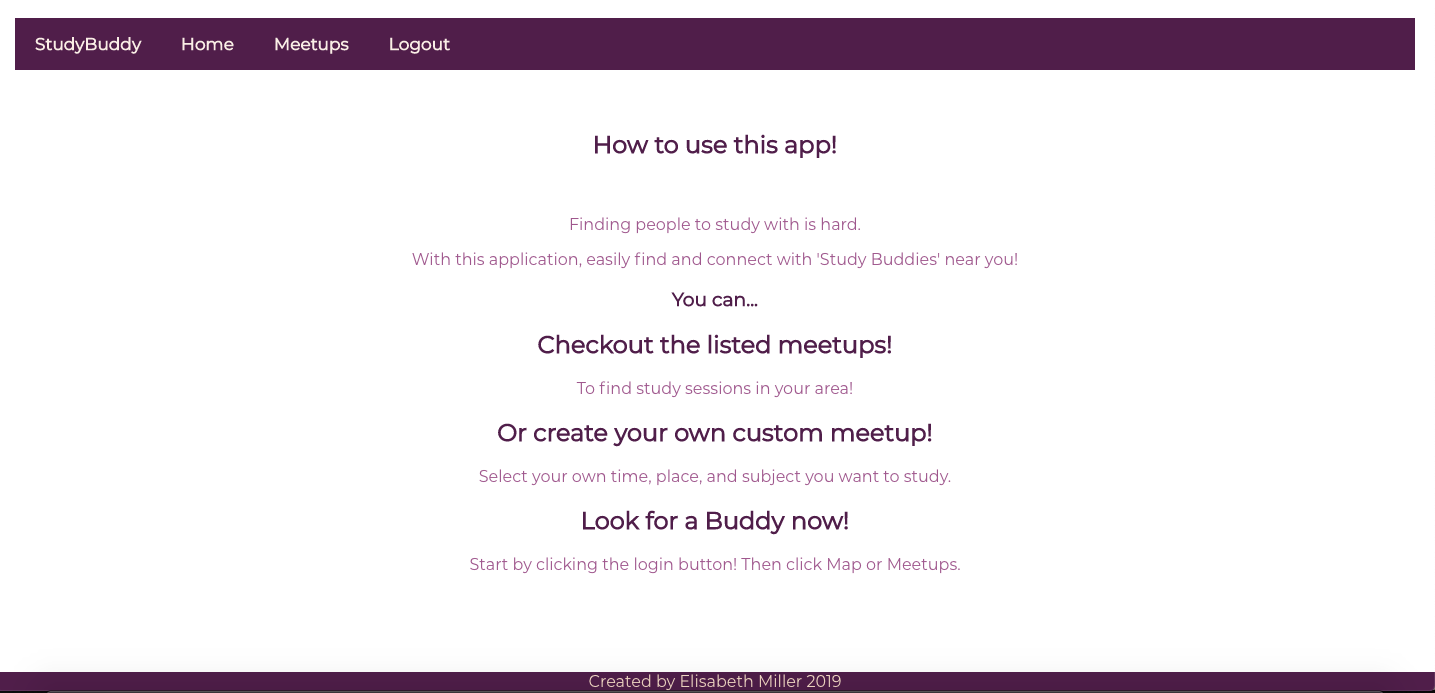 StudyBuddy Home Meetups Logout
How to use this app!
Finding people to study with is hard.
With this application, easily find and connect with 'Study Buddies' near you!
You can...
Checkout the listed meetups!
To find study sessions in your area!
Or create your own custom meetup!
Select your own time, place, and subject you want to study.
Look for a Buddy now!
Start by clicking the login button! Then click Map or Meetups.
Created by Elisabeth Miller 2019